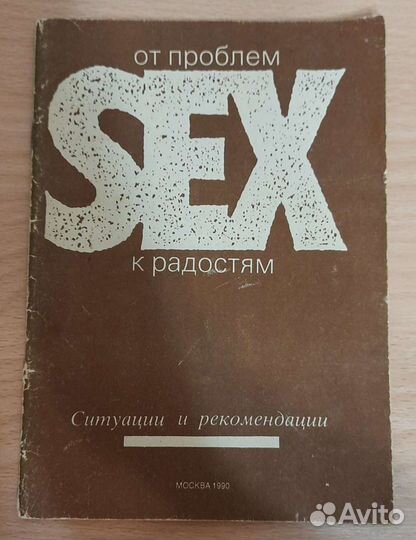 от проблем
SEX
к радостям
Ситуации и рекомендации
МОСКВА 1990
Avito